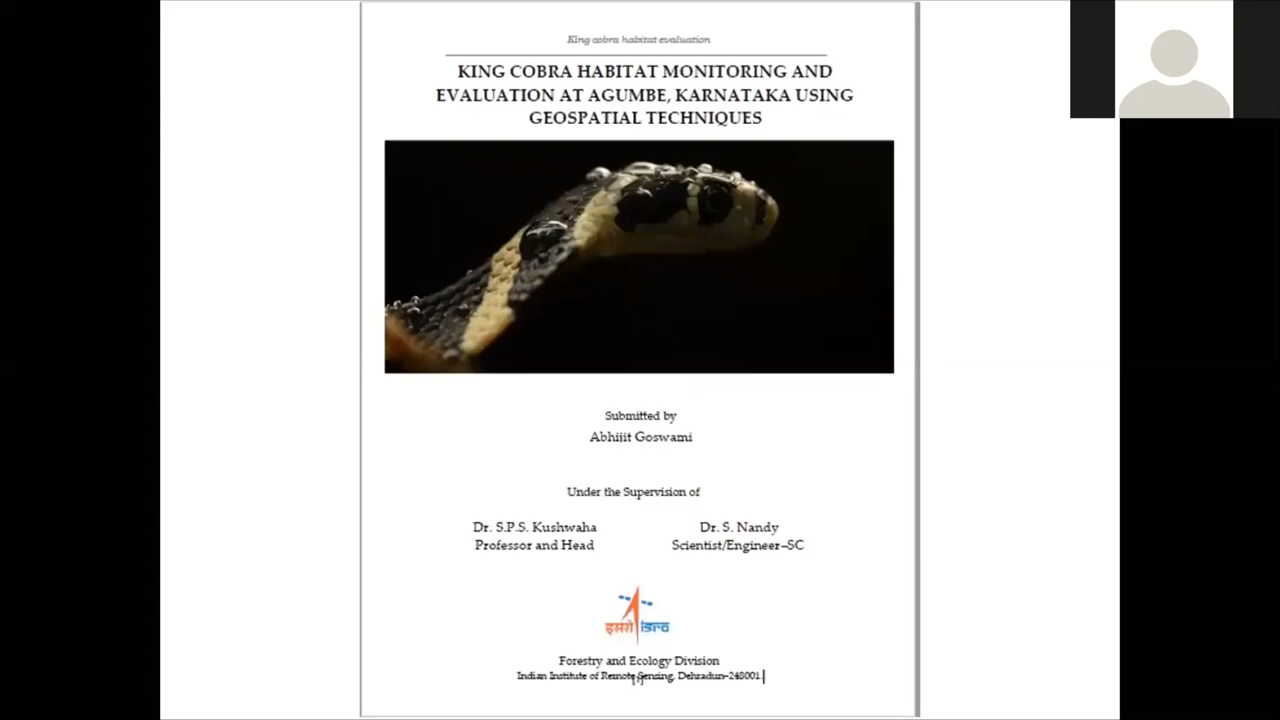 King cobra habitat evaluation
KING COBRA HABITAT MONITORING AND
EVALUATION AT AGUMBE, KARNATAKA USING
GEOSPATIAL TECHNIQUES
Submitted by
Abhijit Goswami
Under the Supervision of
Dr. S.P.S. Kushwaha
Professor and Head
Dr. S. Nandy
Scientist/Engineer–SC
इसरो isro
Forestry and Ecology Division
Indian Institute of Remote Sensing, Dehradun–248001